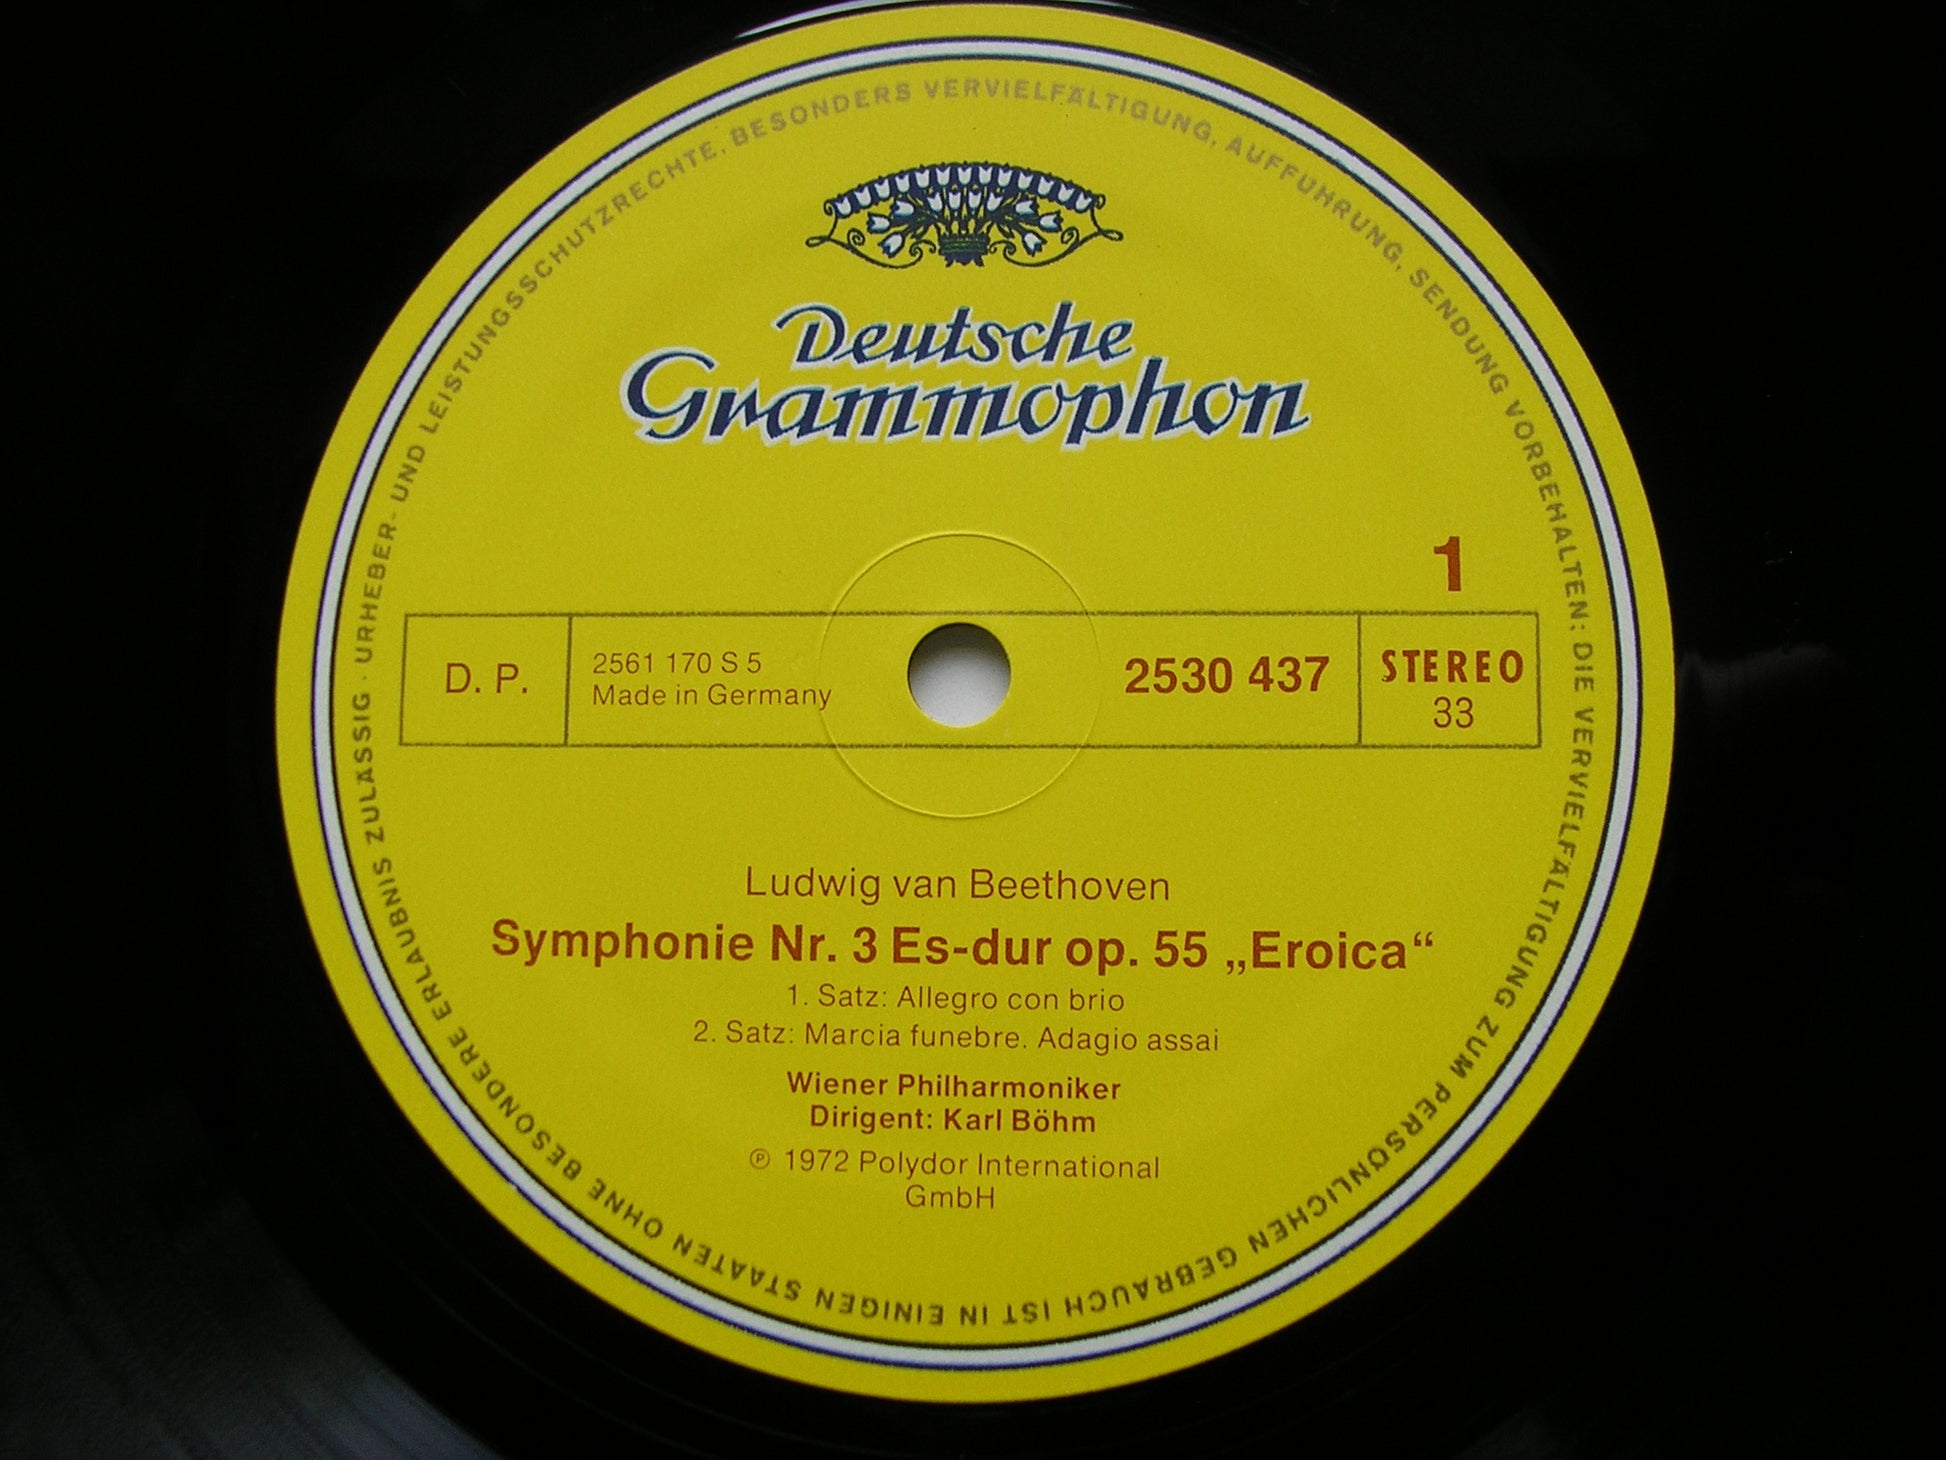 Deutsche
Grammophon
1
D. P.
2561 170 S 5
Made in Germany
2530 437
STEREO
33
Ludwig van Beethoven
Symphonie Nr. 3 Es-dur op. 55 „Eroica“
1. Satz: Allegro con brio
2. Satz: Marcia funebre. Adagio assai
Wiener Philharmoniker
Dirigent: Karl Böhm
℗ 1972 Polydor International
GmbH
URHEBER- UND LEISTUNGSSCHUTZRECHTE, BESONDERS VERVIELFÄLTIGUNG, AUFFÜHRUNG, SENDUNG VORBEHALTEN: DIE VERVIELFÄLTIGUNG ZUM PERSÖNLICHEN GEBRAUCH IST IN EINIGEN STAATEN OHNE BESONDERE ERLAUBNIS ZULÄSSIG ·